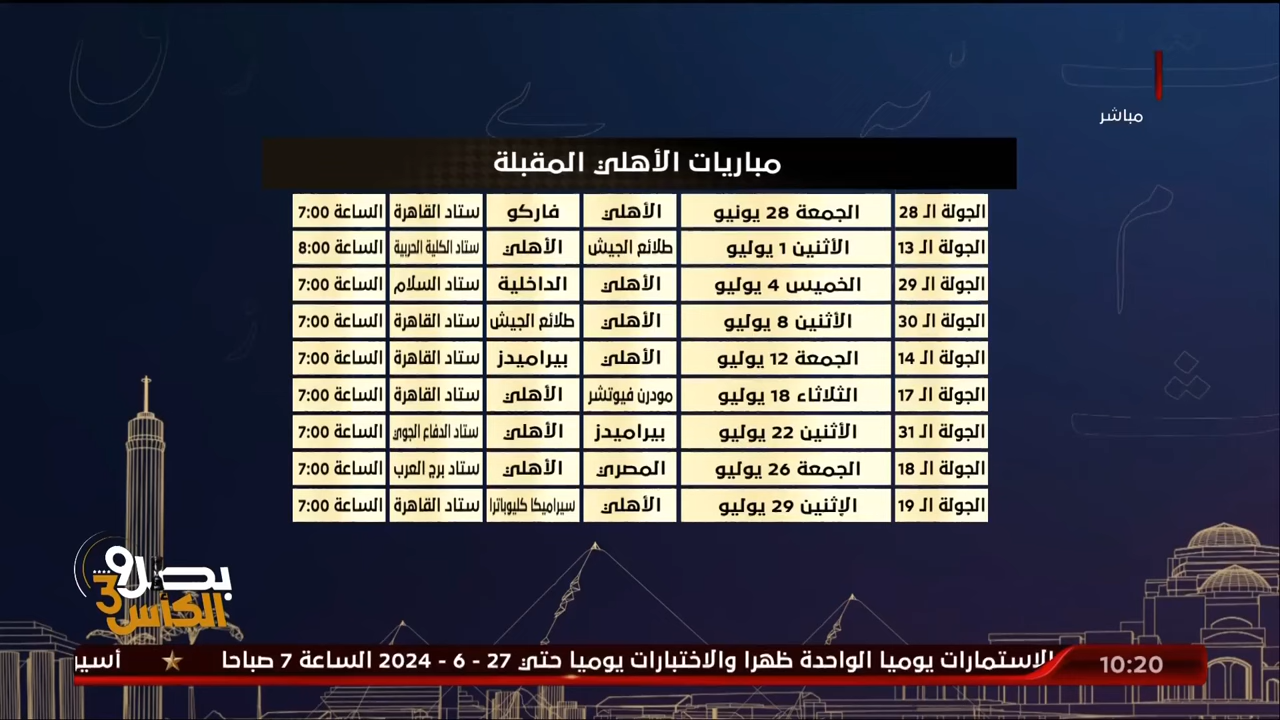 مباشر
مباريات الأهلي المقبلة
الجولة الـ 28 الجمعة 28 يونيو الأهلي فاركو ستاد القاهرة الساعة 7:00
الجولة الـ 13 الأثنين 1 يوليو طلائع الجيش الأهلي ستاد الكلية الحربية الساعة 8:00
الجولة الـ 29 الخميس 4 يوليو الأهلي الداخلية ستاد السلام الساعة 7:00
الجولة الـ 30 الأثنين 8 يوليو الأهلي طلائع الجيش ستاد القاهرة الساعة 7:00
الجولة الـ 14 الجمعة 12 يوليو الأهلي بيراميدز ستاد القاهرة الساعة 7:00
الجولة الـ 17 الثلاثاء 18 يوليو مودرن فيوتشر الأهلي ستاد القاهرة الساعة 7:00
الجولة الـ 31 الأثنين 22 يوليو بيراميدز الأهلي ستاد الدفاع الجوي الساعة 7:00
الجولة الـ 18 الجمعة 26 يوليو المصري الأهلي ستاد برج العرب الساعة 7:00
الجولة الـ 19 الإثنين 29 يوليو الأهلي سيراميكا كليوباترا ستاد القاهرة الساعة 7:00
الكأس
10:20
الاستمارات يوميا الواحدة ظهرا والاختبارات يوميا حتي 27 - 6 - 2024 الساعة 7 صباحا